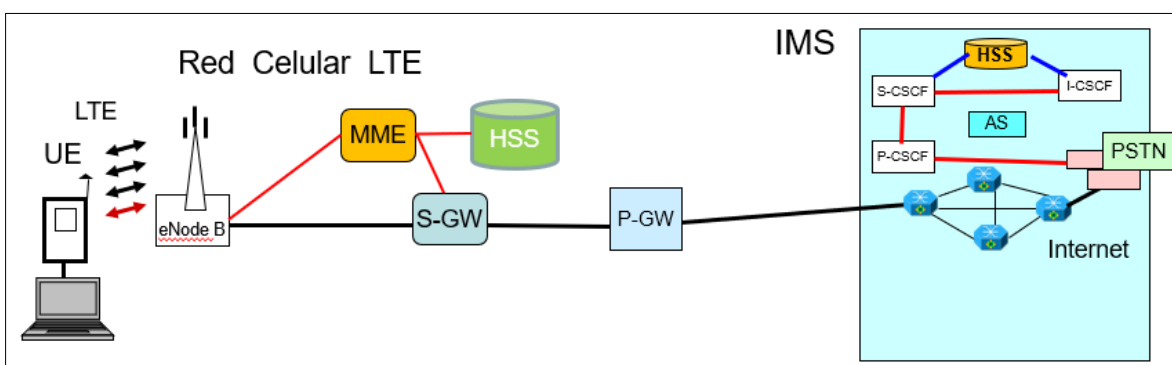 Red Celular LTE
IMS
LTE
UE
eNode B
MME
HSS
S-GW
P-GW
HSS
S-CSCF
I-CSCF
AS
P-CSCF
PSTN
Internet